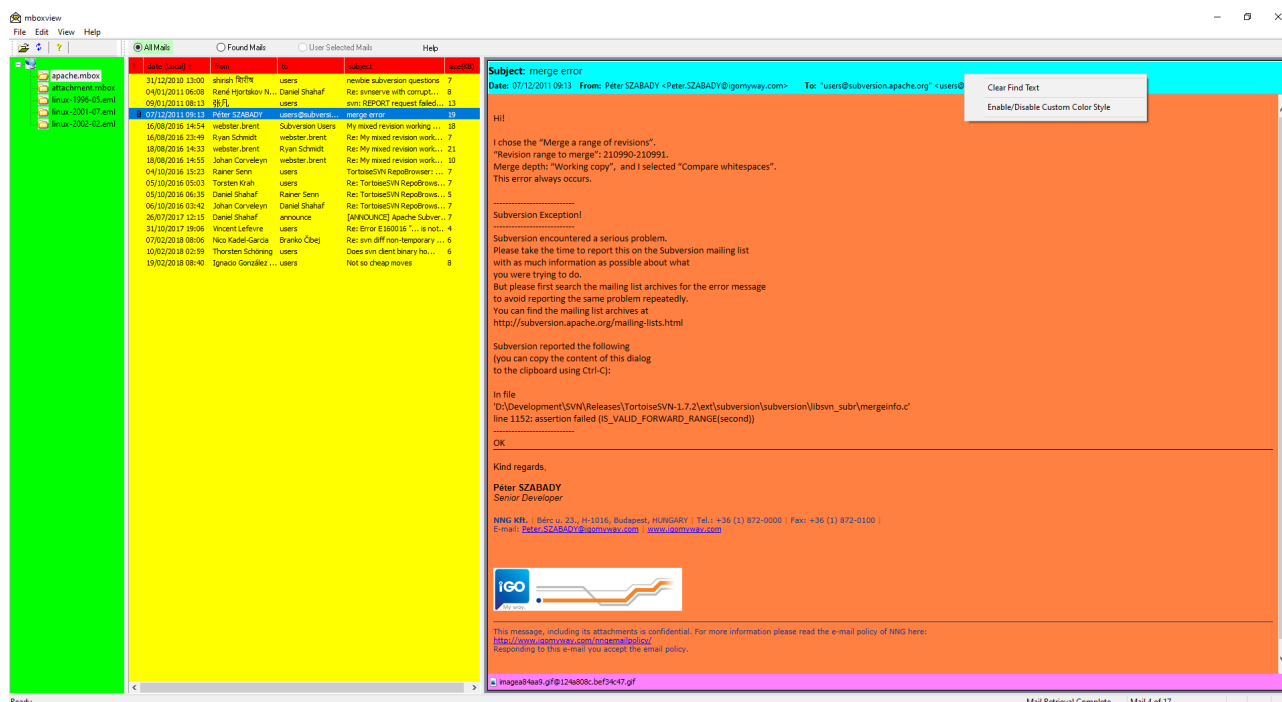 mboxview
File Edit View Help
All Mails Found Mails User Selected Mails Help
apache.mbox
attachment.mbox
linux-1996-05.eml
linux-2001-07.eml
linux-2002-02.eml
! date (Local) from to subject size(KB)
31/12/2010 13:00 shirish शिरीष users newbie subversion questions 7
04/01/2011 06:08 René Hjortskov N... Daniel Shahaf Re: svnserve with corrupt... 8
09/01/2011 08:13 张凡 users svn: REPORT request failed... 13
07/12/2011 09:13 Péter SZABADY users@subversi... merge error 19
16/08/2016 14:54 webster.brent Subversion Users My mixed revision working ... 18
16/08/2016 23:49 Ryan Schmidt webster.brent Re: My mixed revision work... 7
18/08/2016 14:33 webster.brent Ryan Schmidt Re: My mixed revision work... 21
18/08/2016 14:55 Johan Corveleyn webster.brent Re: My mixed revision work... 10
04/10/2016 15:23 Rainer Senn users TortoiseSVN RepoBrowser: ... 7
05/10/2016 05:03 Torsten Krah users Re: TortoiseSVN RepoBrows... 7
05/10/2016 06:35 Daniel Shahaf Rainer Senn Re: TortoiseSVN RepoBrows... 5
06/10/2016 03:42 Johan Corveleyn Daniel Shahaf Re: TortoiseSVN RepoBrows... 7
26/07/2017 12:15 Daniel Shahaf announce [ANNOUNCE] Apache Subver... 7
31/10/2017 19:06 Vincent Lefevre users Re: Error E160016 "... is not... 4
07/02/2018 08:06 Nico Kadel-Garcia Branko Čibej Re: svn diff non-temporary ... 6
10/02/2018 02:59 Thorsten Schöning users Does svn client binary ho... 6
19/02/2018 08:40 Ignacio González ... users Not so cheap moves 8
Subject: merge error
Date: 07/12/2011 09:13 From: Péter SZABADY <Peter.SZABADY@igomyway.com> To: "users@subversion.apache.org" <users@
Clear Find Text
Enable/Disable Custom Color Style
Hi!
I chose the “Merge a range of revisions”.
“Revision range to merge”: 210990-210991.
Merge depth: “Working copy”, and I selected “Compare whitespaces”.
This error always occurs.
---------------------------
Subversion Exception!
---------------------------
Subversion encountered a serious problem.
Please take the time to report this on the Subversion mailing list
with as much information as possible about what
you were trying to do.
But please first search the mailing list archives for the error message
to avoid reporting the same problem repeatedly.
You can find the mailing list archives at
http://subversion.apache.org/mailing-lists.html
Subversion reported the following
(you can copy the content of this dialog
to the clipboard using Ctrl-C):
In file
'D:\Development\SVN\Releases\TortoiseSVN-1.7.2\ext\subversion\subversion\libsvn_subr\mergeinfo.c'
line 1152: assertion failed (IS_VALID_FORWARD_RANGE(second))
---------------------------
OK
Kind regards,
Péter SZABADY
Senior Developer
NNG Kft. | Bérc u. 23., H-1016, Budapest, HUNGARY | Tel.: +36 (1) 872-0000 | Fax: +36 (1) 872-0100 |
E-mail: Peter.SZABADY@igomyway.com | www.igomyway.com
iGO
My way.
This message, including its attachments is confidential. For more information please read the e-mail policy of NNG here:
http://www.igomyway.com/nngemailpolicy/
Responding to this e-mail you accept the email policy.
imagea84aa9.gif@124a808c.bef34c47.gif
Ready Mail Retrieval Complete Mail 4 of 17